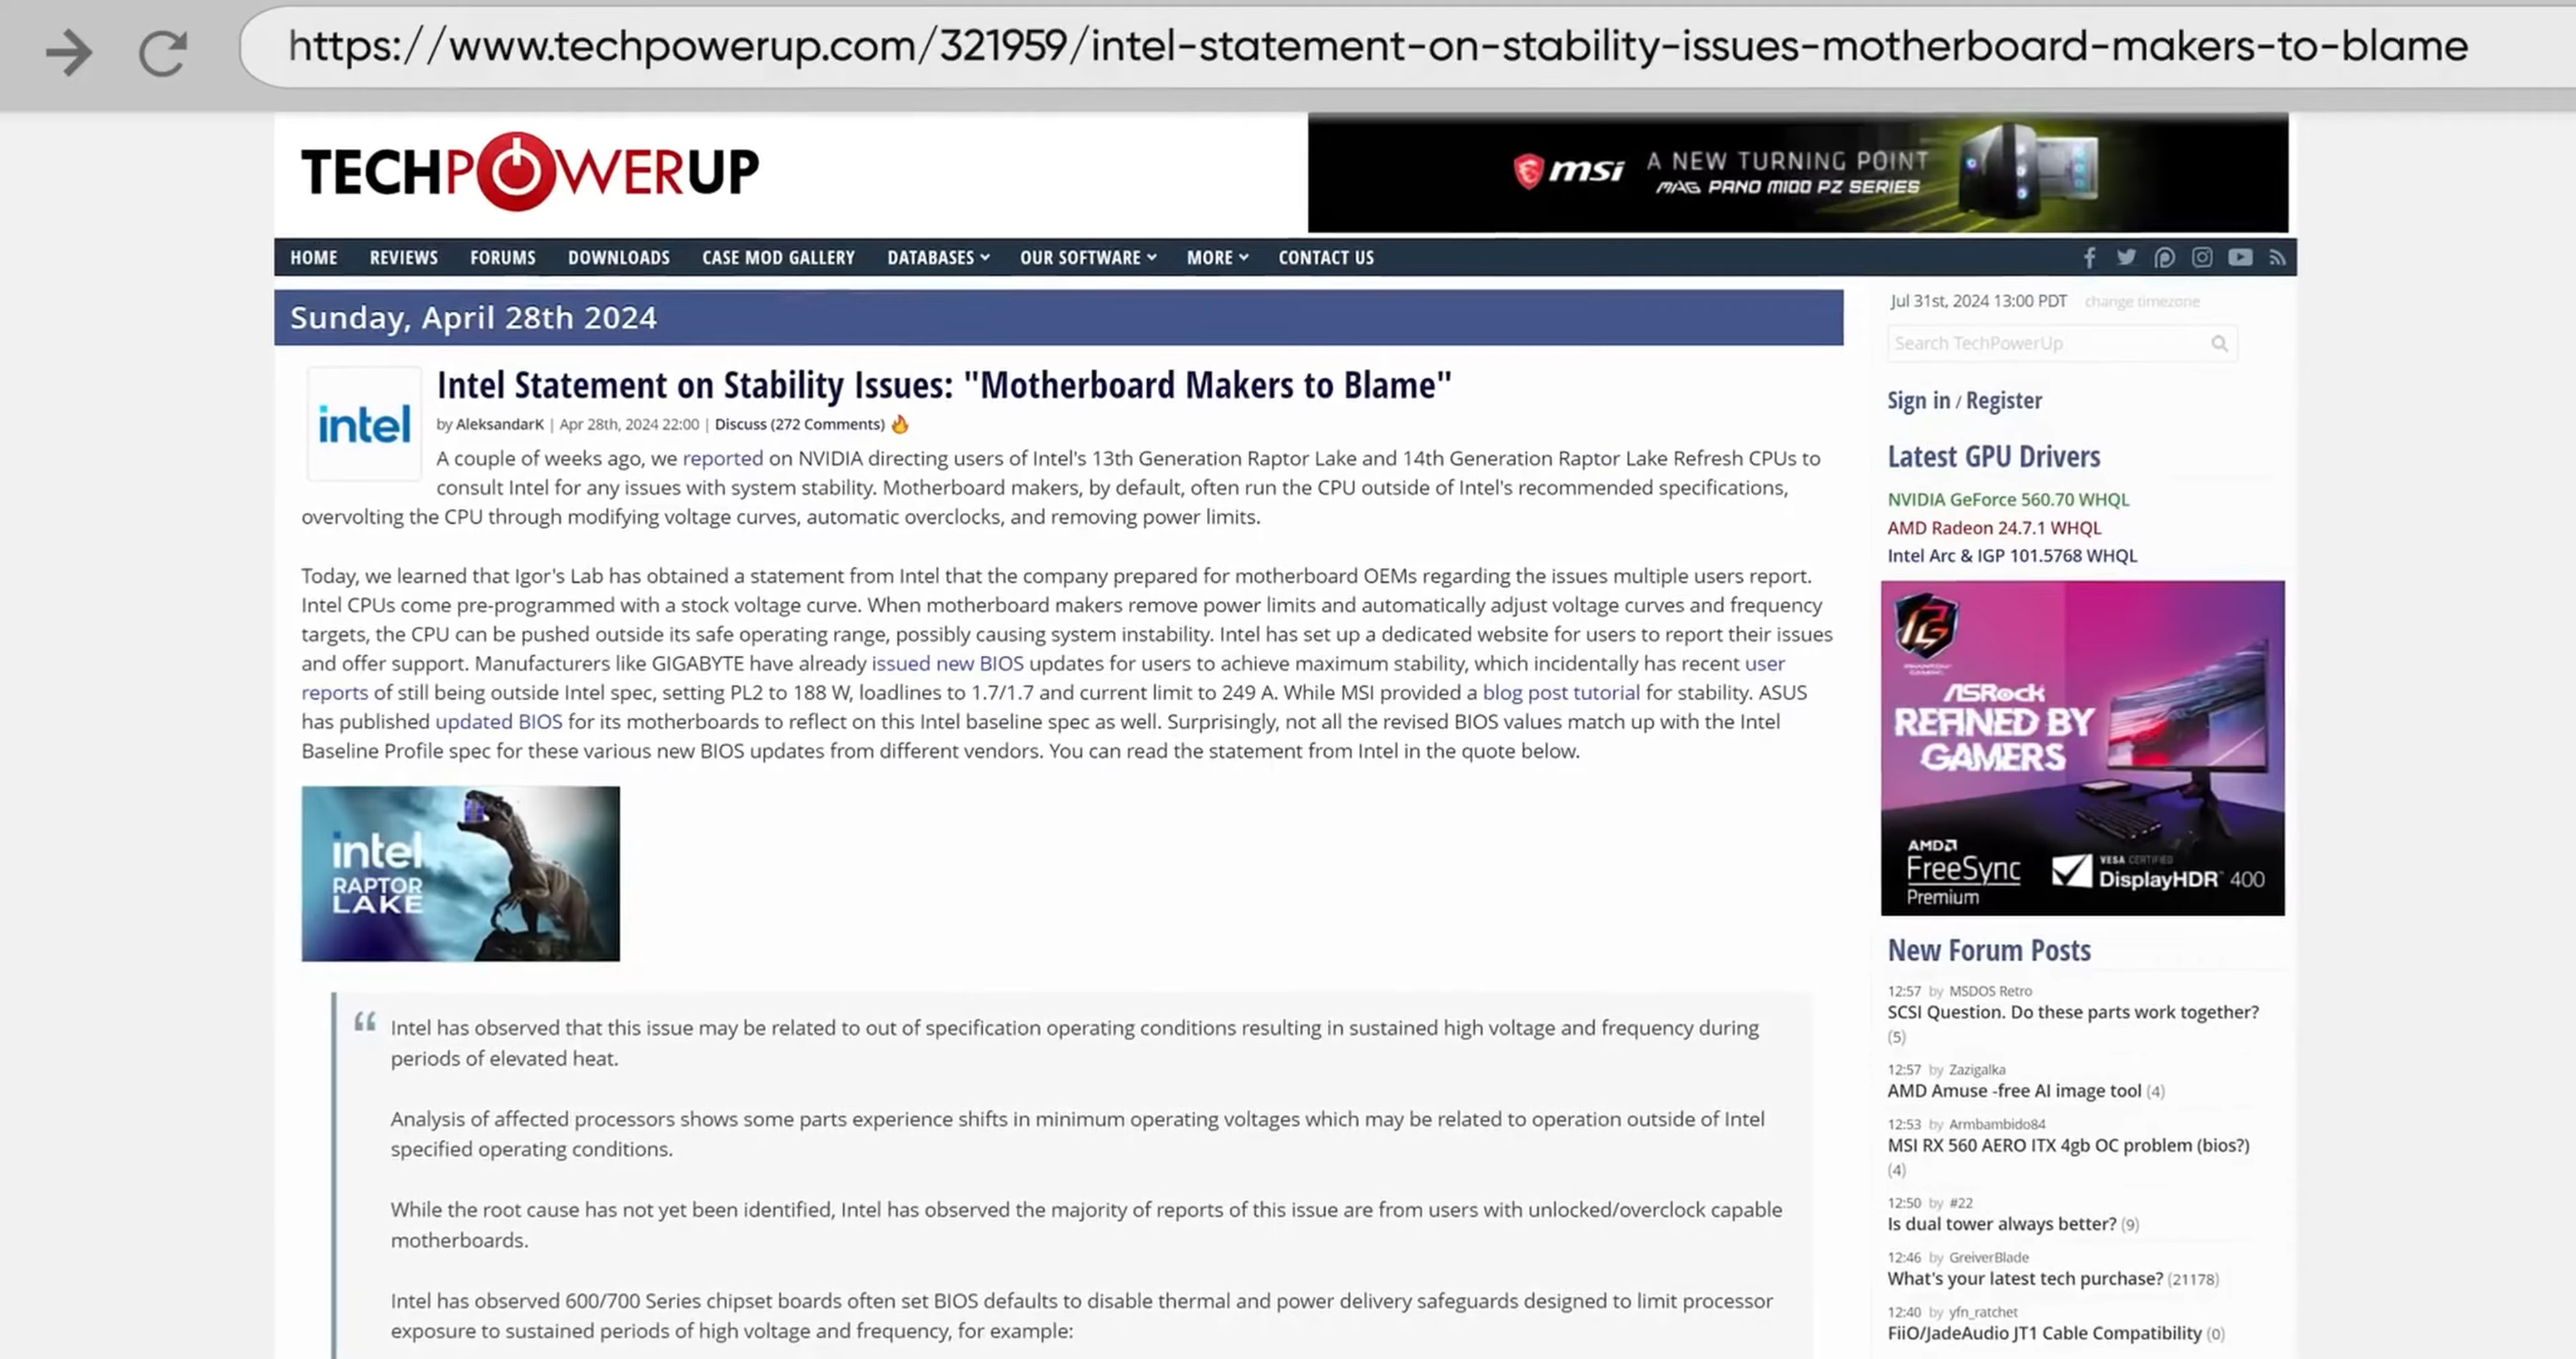 https://www.techpowerup.com/321959/intel-statement-on-stability-issues-motherboard-makers-to-blame
TECHPOWERUP
msi A NEW TURNING POINT
MAG PANO M100 PZ SERIES
HOME REVIEWS FORUMS DOWNLOADS CASE MOD GALLERY DATABASES OUR SOFTWARE MORE CONTACT US
Sunday, April 28th 2024
intel
Intel Statement on Stability Issues: "Motherboard Makers to Blame"
by AleksandarK | Apr 28th, 2024 22:00 | Discuss (272 Comments) 🔥
A couple of weeks ago, we reported on NVIDIA directing users of Intel's 13th Generation Raptor Lake and 14th Generation Raptor Lake Refresh CPUs to
consult Intel for any issues with system stability. Motherboard makers, by default, often run the CPU outside of Intel's recommended specifications,
overvolting the CPU through modifying voltage curves, automatic overclocks, and removing power limits.
Today, we learned that Igor's Lab has obtained a statement from Intel that the company prepared for motherboard OEMs regarding the issues multiple users report.
Intel CPUs come pre-programmed with a stock voltage curve. When motherboard makers remove power limits and automatically adjust voltage curves and frequency
targets, the CPU can be pushed outside its safe operating range, possibly causing system instability. Intel has set up a dedicated website for users to report their issues
and offer support. Manufacturers like GIGABYTE have already issued new BIOS updates for users to achieve maximum stability, which incidentally has recent user
reports of still being outside Intel spec, setting PL2 to 188 W, loadlines to 1.7/1.7 and current limit to 249 A. While MSI provided a blog post tutorial for stability. ASUS
has published updated BIOS for its motherboards to reflect on this Intel baseline spec as well. Surprisingly, not all the revised BIOS values match up with the Intel
Baseline Profile spec for these various new BIOS updates from different vendors. You can read the statement from Intel in the quote below.
intel
RAPTOR
LAKE
“ Intel has observed that this issue may be related to out of specification operating conditions resulting in sustained high voltage and frequency during
periods of elevated heat.
Analysis of affected processors shows some parts experience shifts in minimum operating voltages which may be related to operation outside of Intel
specified operating conditions.
While the root cause has not yet been identified, Intel has observed the majority of reports of this issue are from users with unlocked/overclock capable
motherboards.
Intel has observed 600/700 Series chipset boards often set BIOS defaults to disable thermal and power delivery safeguards designed to limit processor
exposure to sustained periods of high voltage and frequency, for example:
Jul 31st, 2024 13:00 PDT change timezone
Search TechPowerUp
Sign in / Register
Latest GPU Drivers
NVIDIA GeForce 560.70 WHQL
AMD Radeon 24.7.1 WHQL
Intel Arc & IGP 101.5768 WHQL
PHANTOM
GAMING
ASRock
REFINED BY
GAMERS
AMD
FreeSync
Premium
VESA CERTIFIED
DisplayHDR 400
New Forum Posts
12:57 by MSDOS Retro
SCSI Question. Do these parts work together?
(5)
12:57 by Zazigalka
AMD Amuse -free AI image tool (4)
12:53 by Armbambido84
MSI RX 560 AERO ITX 4gb OC problem (bios?)
(4)
12:50 by #22
Is dual tower always better? (9)
12:46 by GreiverBlade
What's your latest tech purchase? (21178)
12:40 by yfn_ratchet
FiiO/JadeAudio JT1 Cable Compatibility (0)